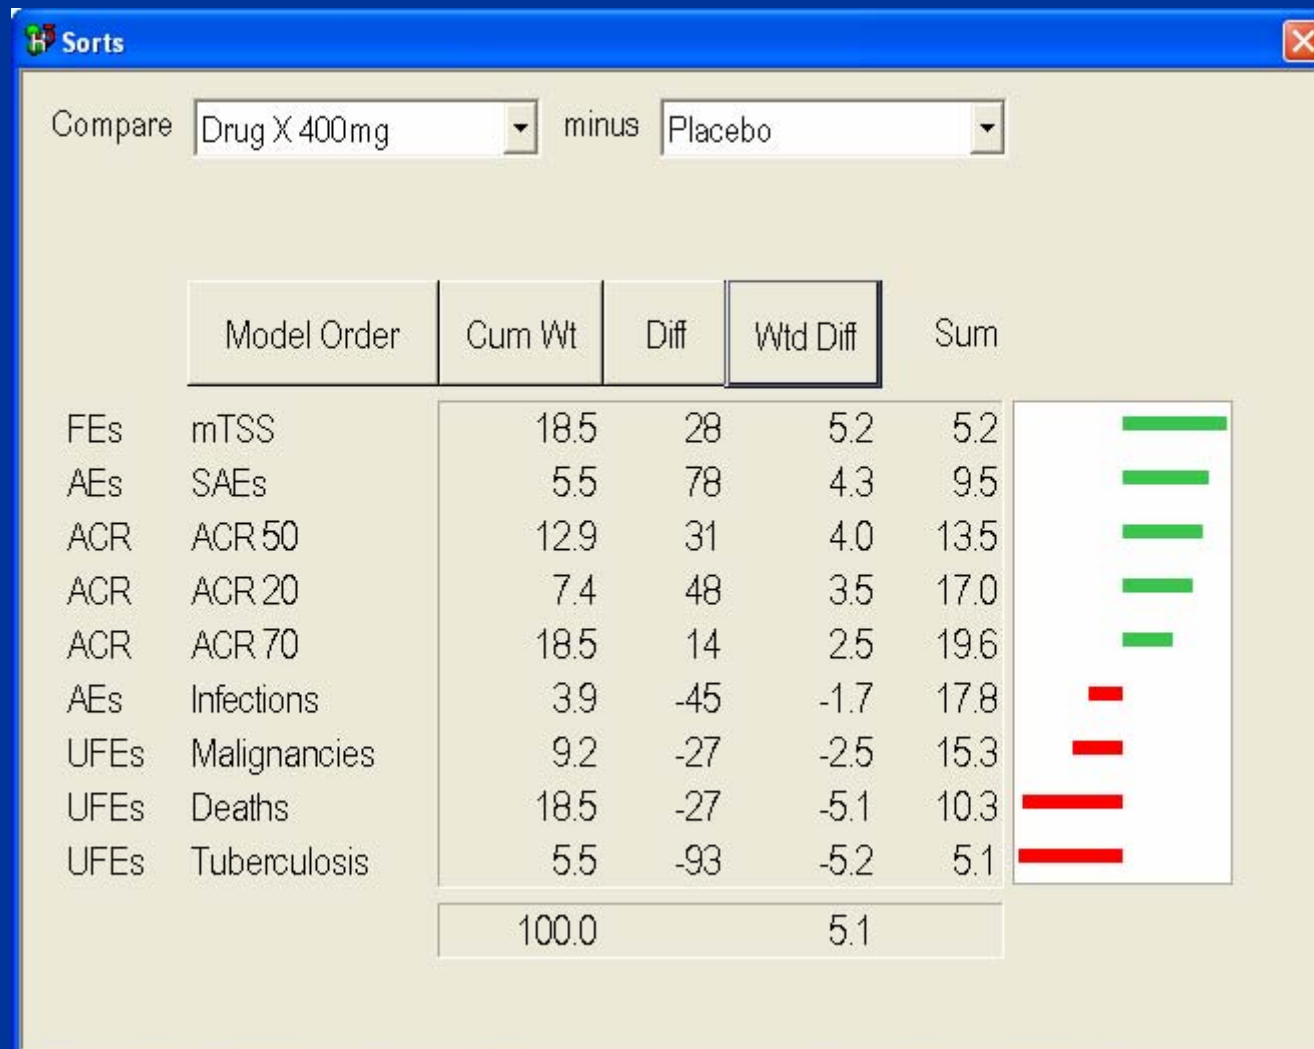 Sorts
Compare Drug X 400mg minus Placebo
Model Order Cum Wt Diff Wtd Diff Sum
FEs mTSS 18.5 28 5.2 5.2
AEs SAEs 5.5 78 4.3 9.5
ACR ACR 50 12.9 31 4.0 13.5
ACR ACR 20 7.4 48 3.5 17.0
ACR ACR 70 18.5 14 2.5 19.6
AEs Infections 3.9 -45 -1.7 17.8
UFEs Malignancies 9.2 -27 -2.5 15.3
UFEs Deaths 18.5 -27 -5.1 10.3
UFEs Tuberculosis 5.5 -93 -5.2 5.1
100.0 5.1